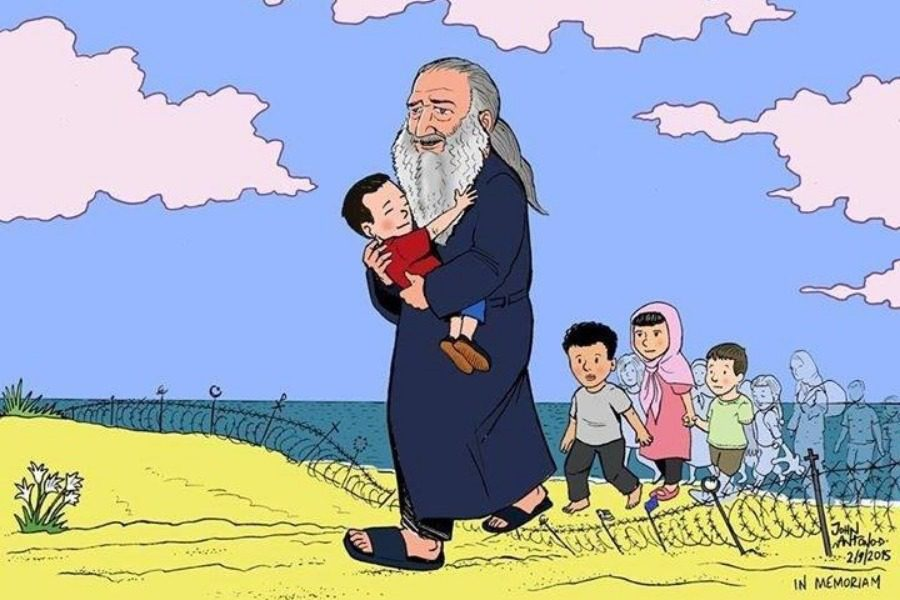 JOHN
ANTONO.
2/9/2015
IN MEMORIAM